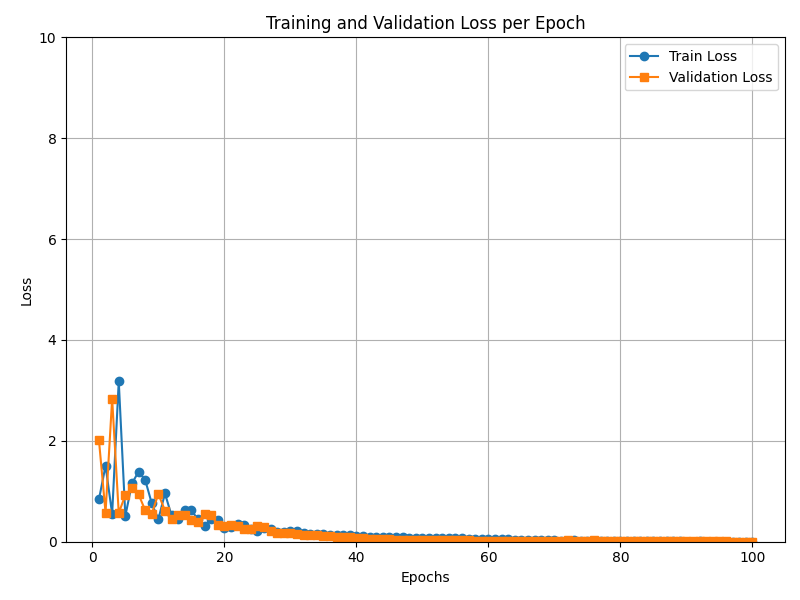 Training and Validation Loss per Epoch
Train Loss
Validation Loss
10
8
6
4
2
0
Loss
0 20 40 60 80 100
Epochs